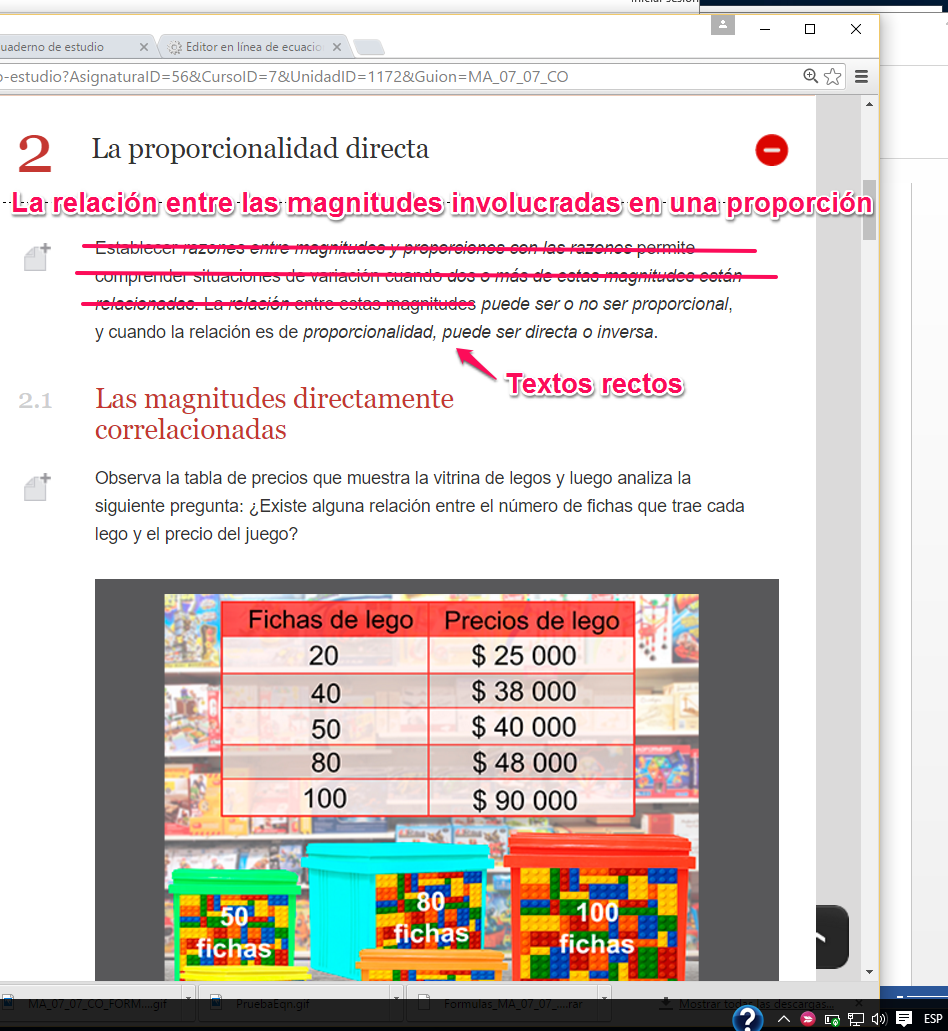 Iniciar sesión
uaderno de estudio
Editor en línea de ecuacio
o-estudio?AsignaturaID=56&CursoID=7&UnidadID=1172&Guion=MA_07_07_CO
2 La proporcionalidad directa
La relación entre las magnitudes involucradas en una proporción
Establecer razones entre magnitudes y proporciones con las razones permite
comprender situaciones de variación cuando dos o más de estas magnitudes están
relacionadas. La relación entre estas magnitudes puede ser o no ser proporcional,
y cuando la relación es de proporcionalidad, puede ser directa o inversa.
Textos rectos
2.1 Las magnitudes directamente
correlacionadas
Observa la tabla de precios que muestra la vitrina de legos y luego analiza la
siguiente pregunta: ¿Existe alguna relación entre el número de fichas que trae cada
lego y el precio del juego?
Fichas de lego Precios de lego
20 $ 25 000
40 $ 38 000
50 $ 40 000
80 $ 48 000
100 $ 90 000
50
fichas
80
fichas
100
fichas
MA_07_07_CO_FORM....gif
PruebaEqn.gif
Formulas_MA_07_07_....rar
Mostrar todas las descargas...
ESP